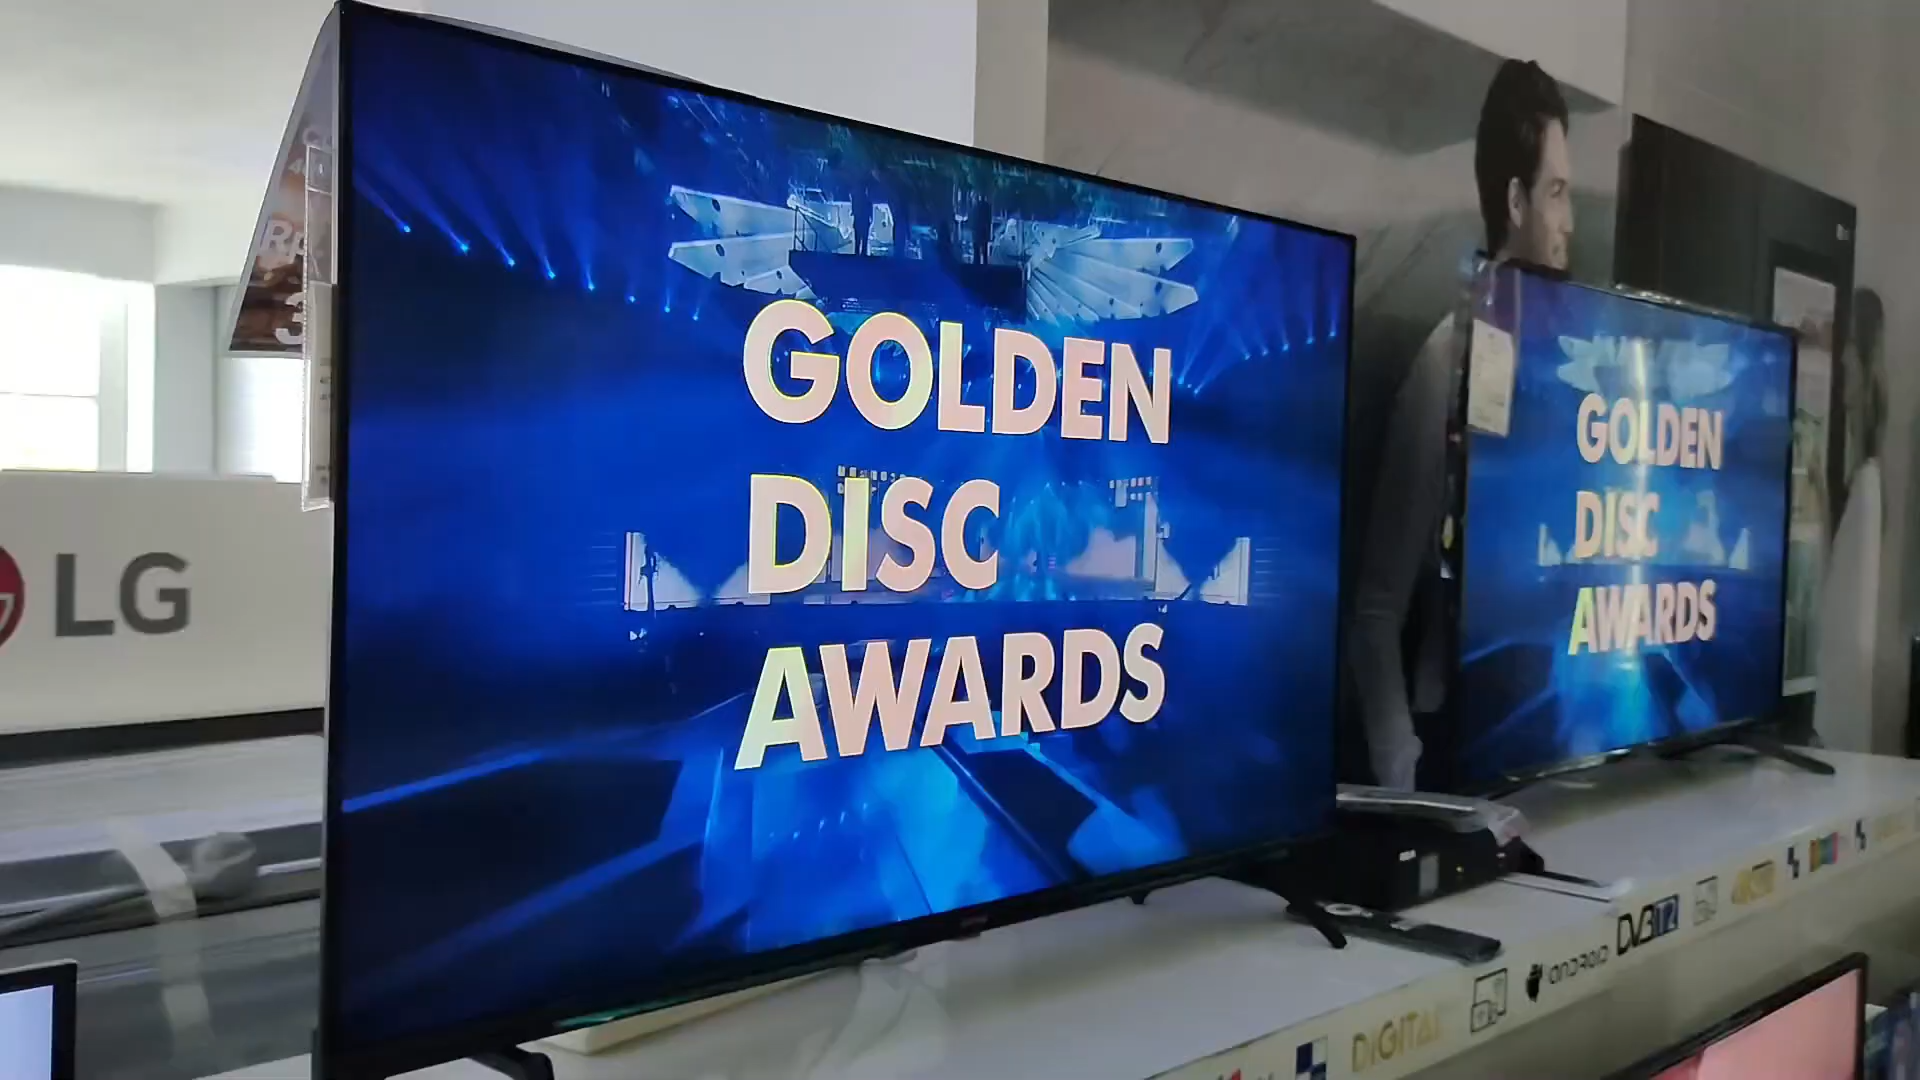 GOLDEN
DISC
AWARDS
GOLDEN
DISC
AWARDS
LG
DIGITAL
ANDROID
DVB T2